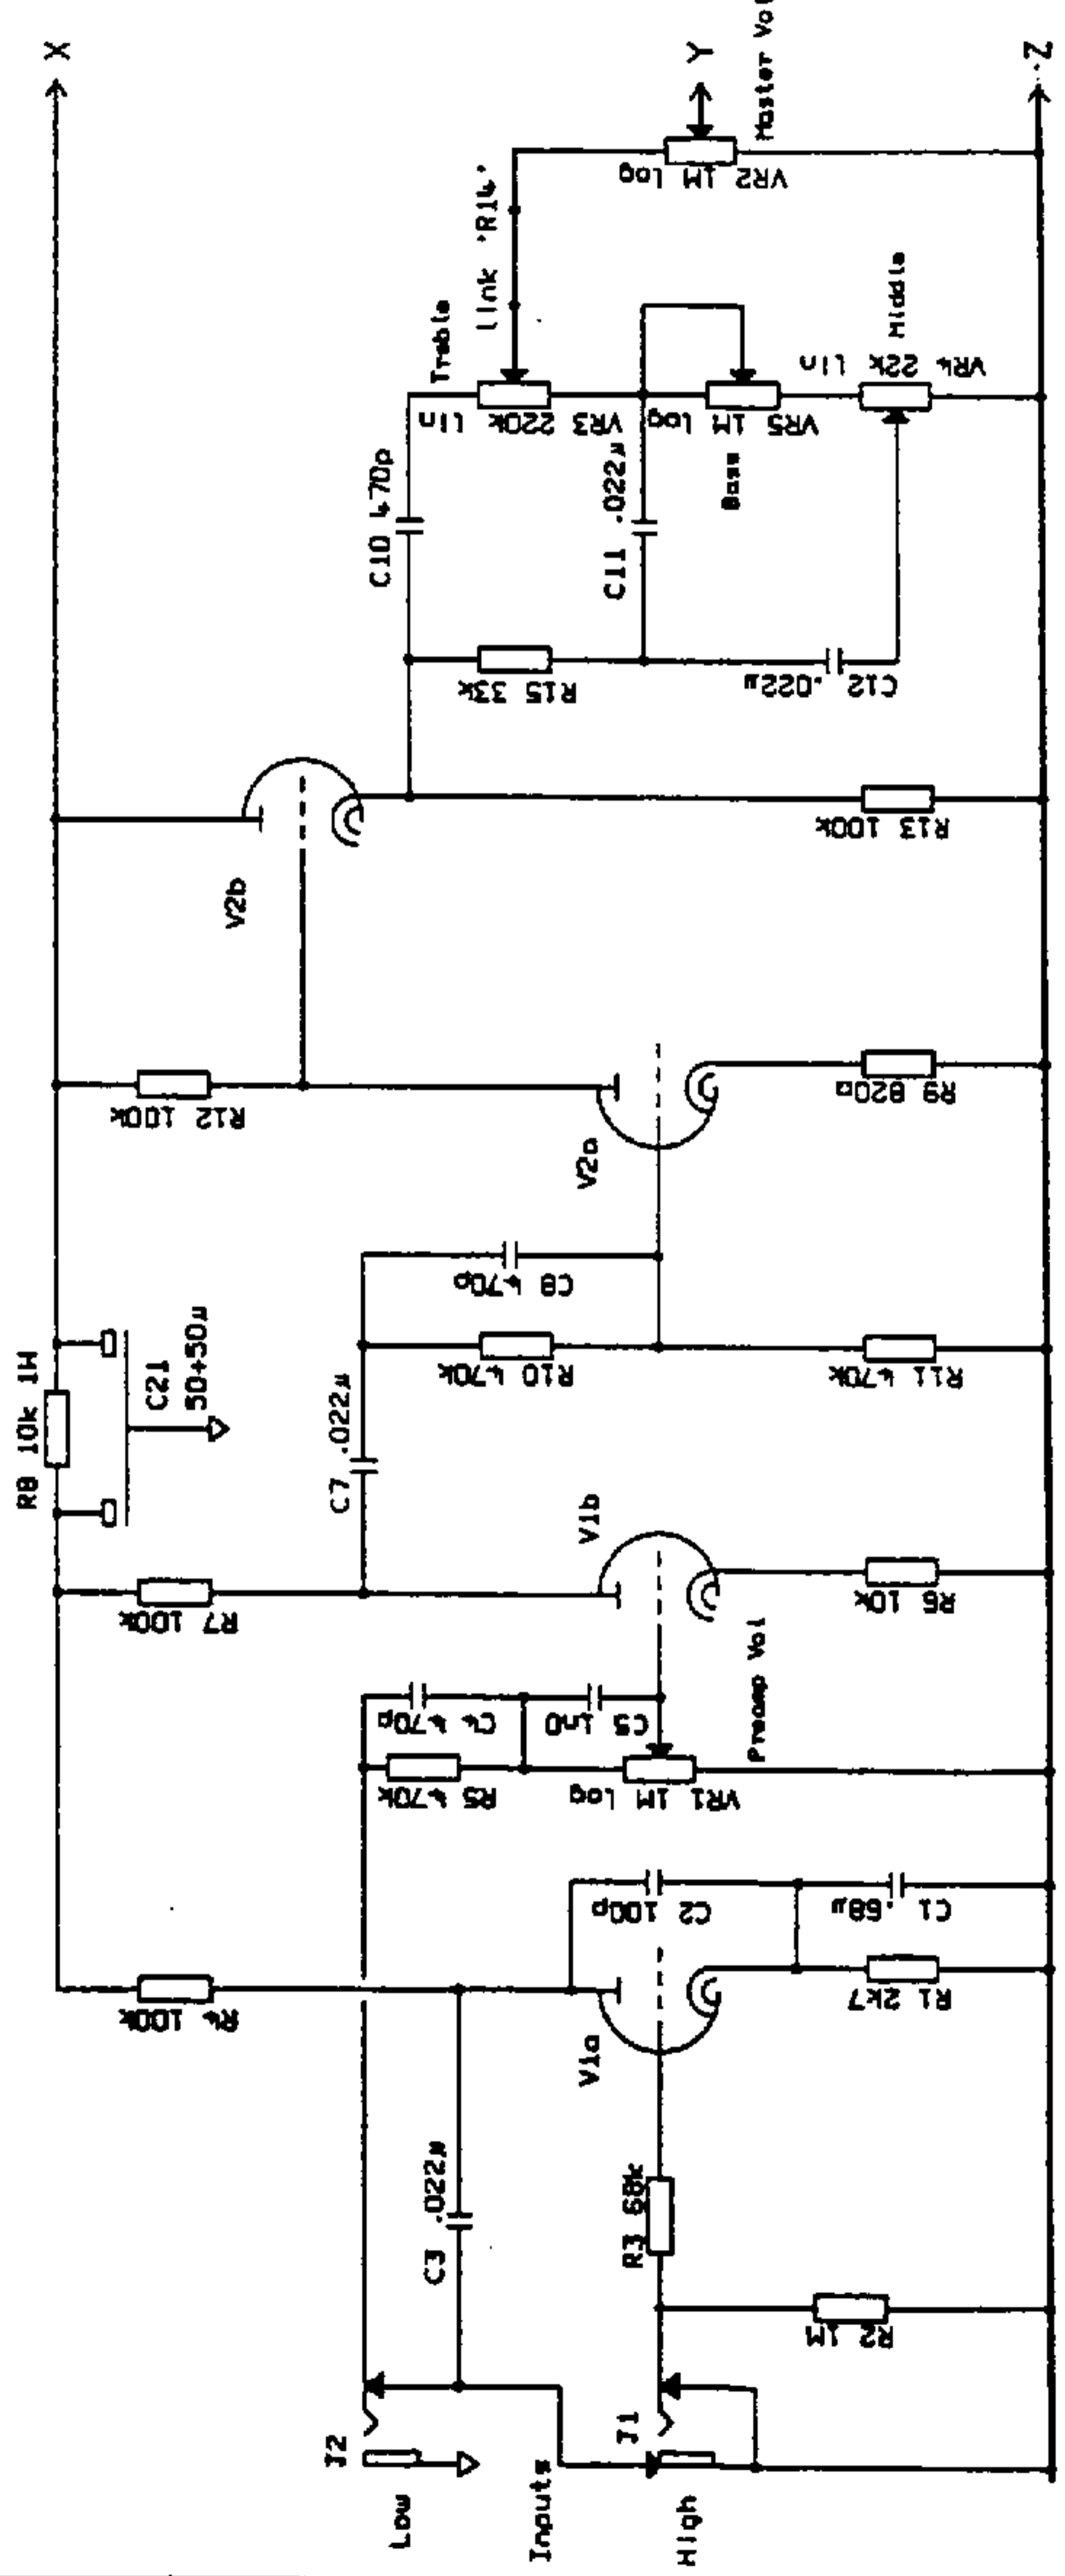 Low
J2
Inputs
J1
High
C3 .022µ
R3 68k
R2 1M
R4 100k
V1a
C2 100p
C1 .68µ
R1 2k7
R5 470k
C4 470p
C5 1n0
VR1 1M log
Preamp Vol
R7 100k
V1b
R6 10k
R8 10k 1W
C21
50+50µ
C7 .022µ
C8 470p
R10 470k
R11 470k
R12 100k
V2a
R9 820Ω
V2b
R13 100k
R15 33k
C10 470p
C11 .022µ
C12 .022µ
Treble
VR3 220k lin
link 'R14'
VR5 1M log
Bass
VR4 22k lin
Middle
VR2 1M log
Master Vol
X
Y
Z